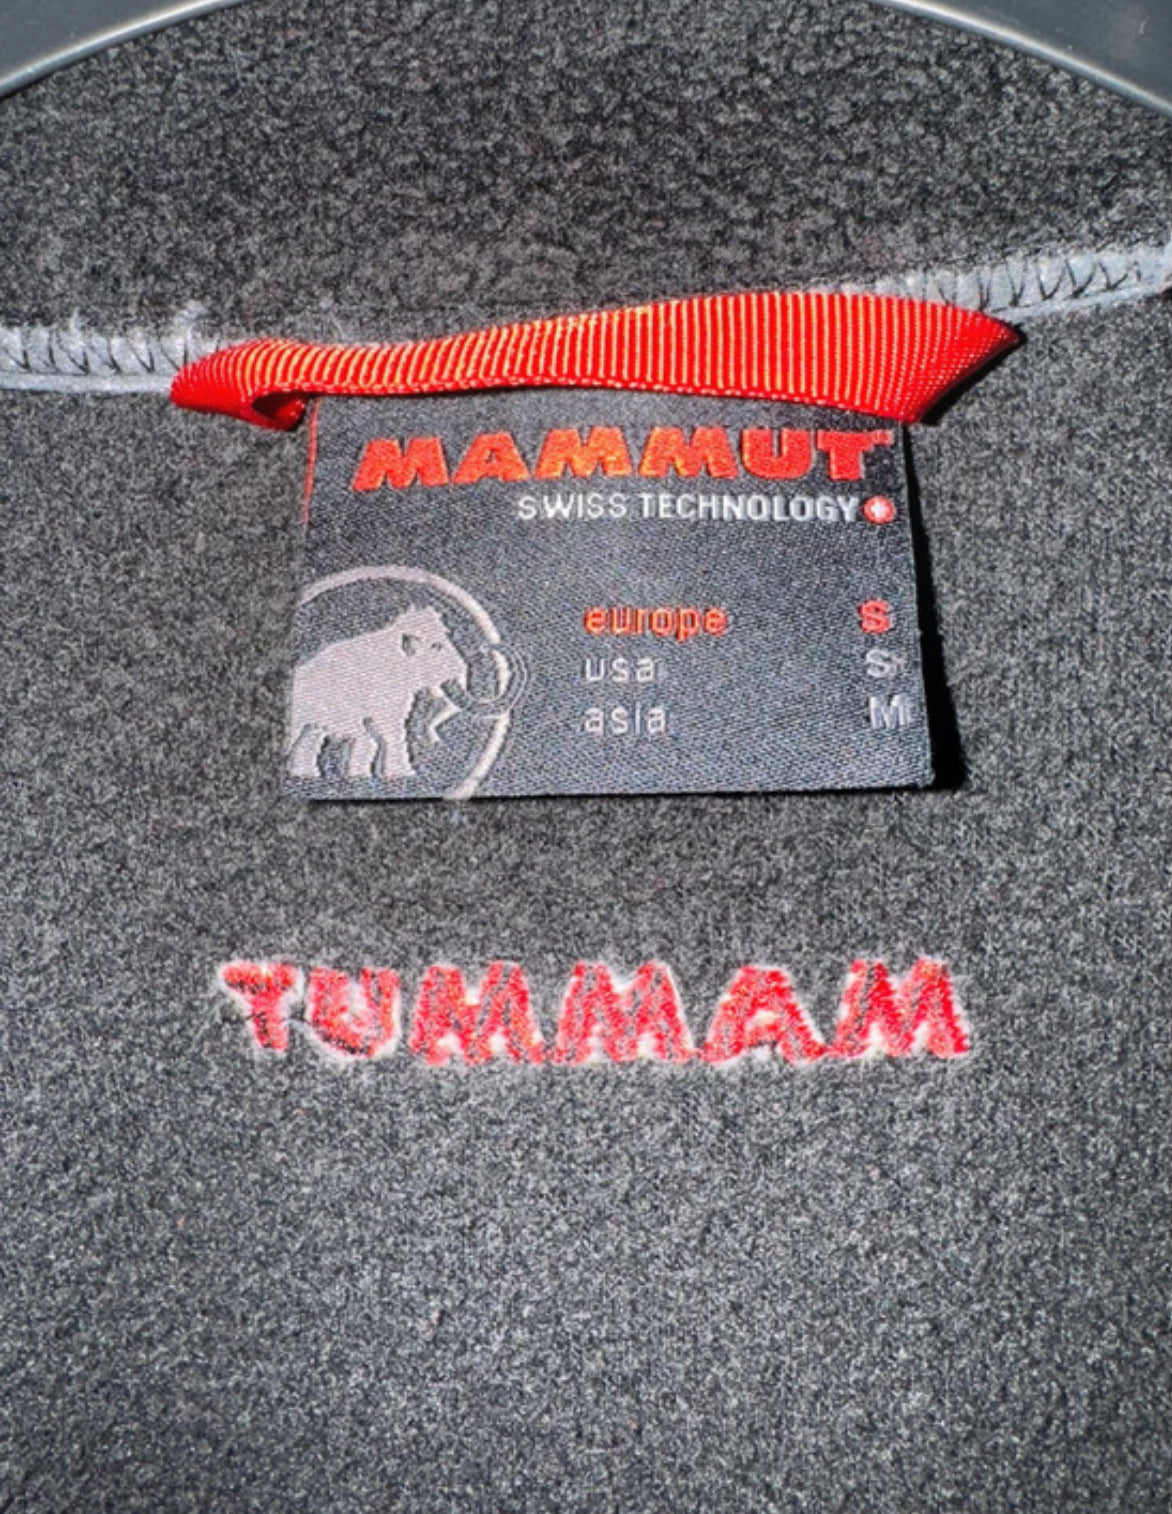 MAMMUT
SWISS TECHNOLOGY
europe S
usa S
asia M
TUMMAM